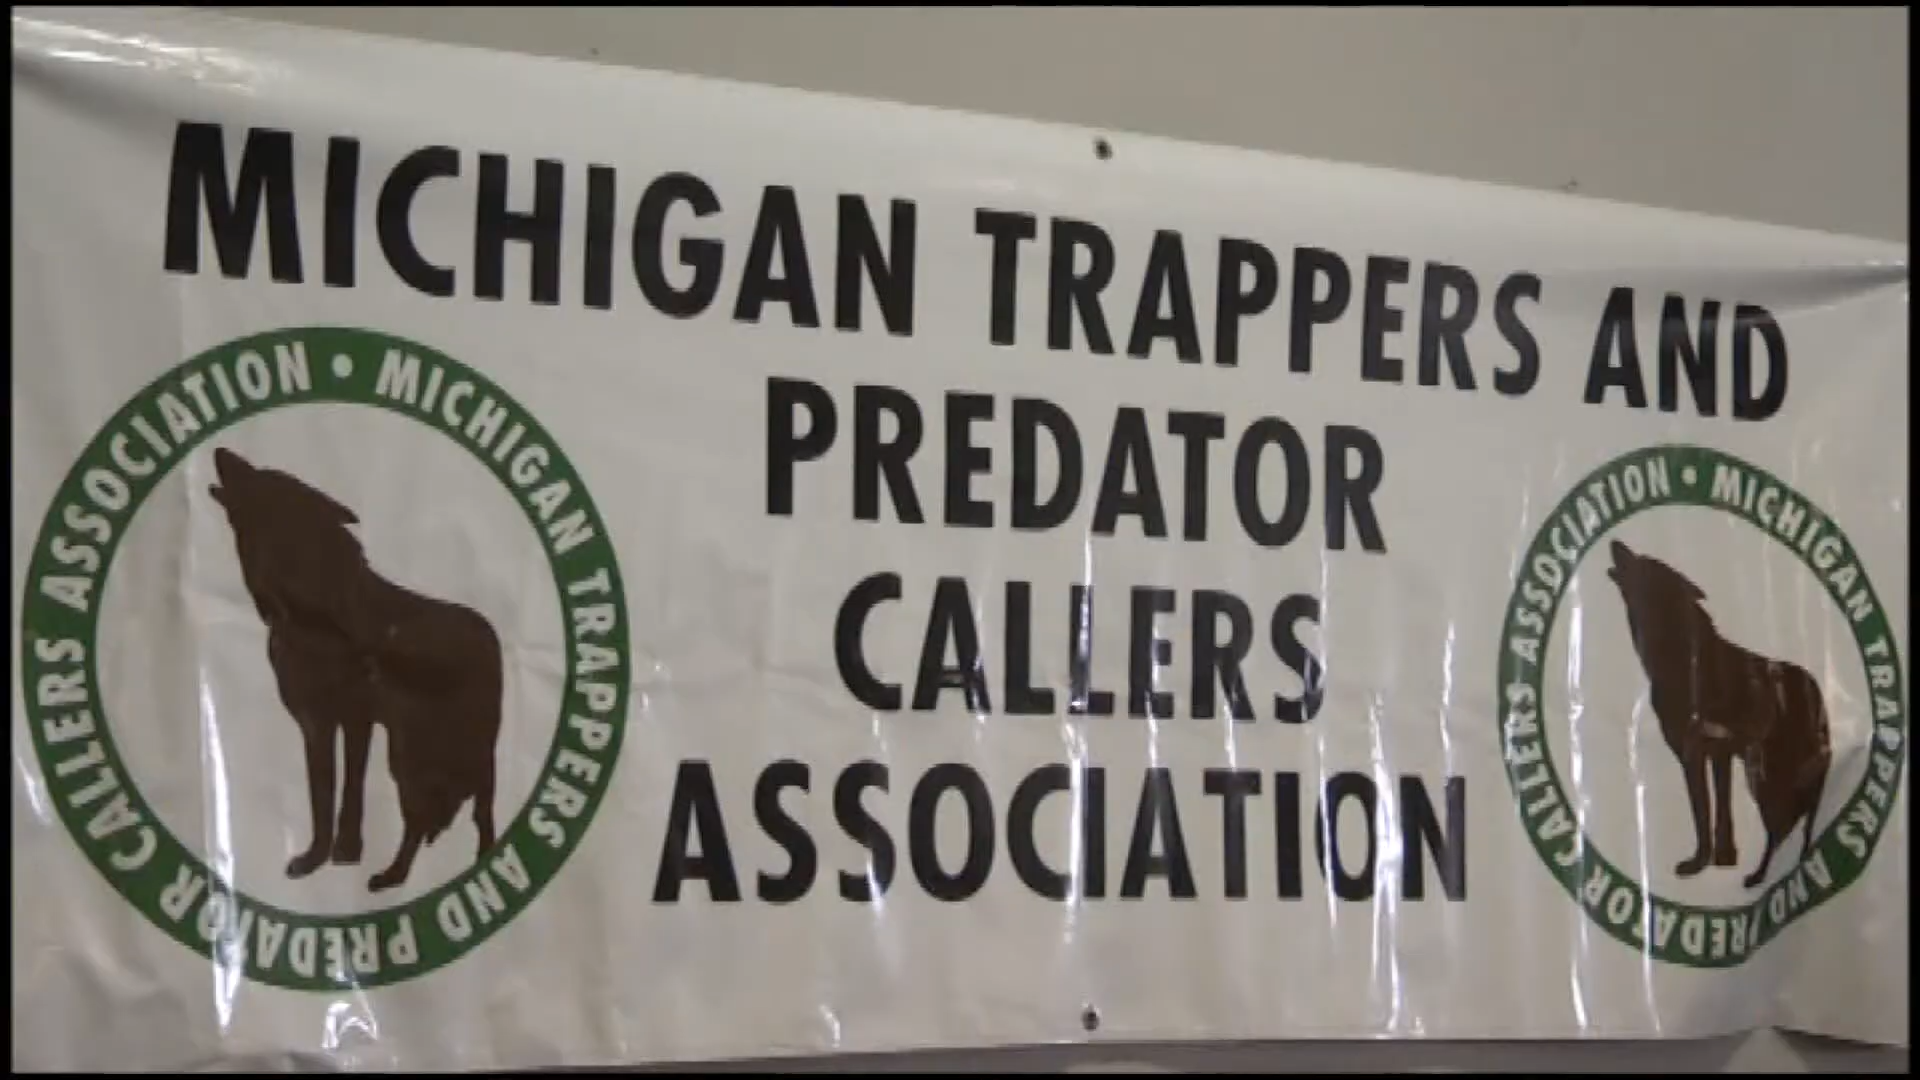 MICHIGAN TRAPPERS AND
PREDATOR
CALLERS
ASSOCIATION
MICHIGAN TRAPPERS AND PREDATOR CALLERS ASSOCIATION •
MICHIGAN TRAPPERS AND PREDATOR CALLERS ASSOCIATION •